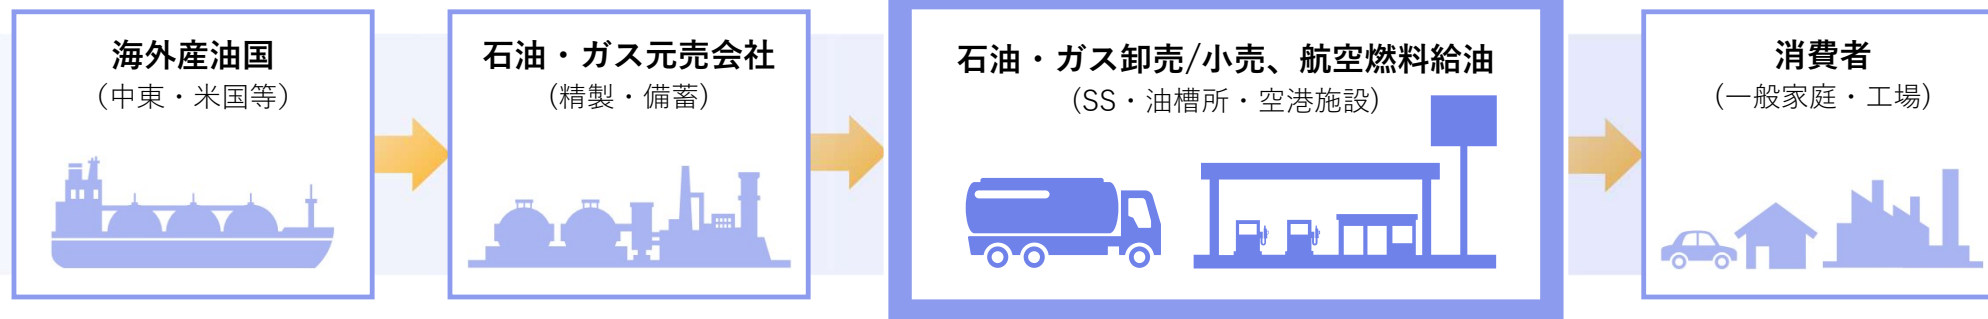 海外産油国
（中東・米国等）
石油・ガス元売会社
（精製・備蓄）
石油・ガス卸売/小売、航空燃料給油
（SS・油槽所・空港施設）
消費者
（一般家庭・工場）